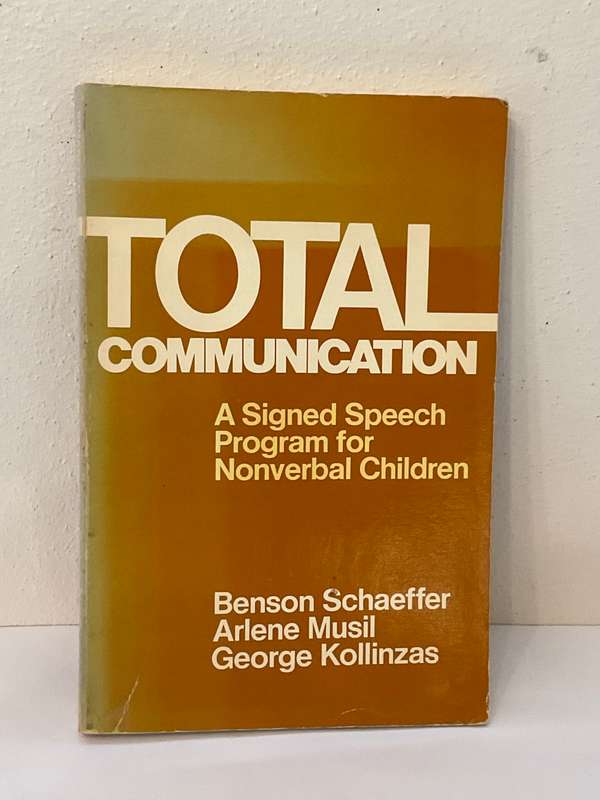 TOTAL
COMMUNICATION
A Signed Speech
Program for
Nonverbal Children
Benson Schaeffer
Arlene Musil
George Kollinzas